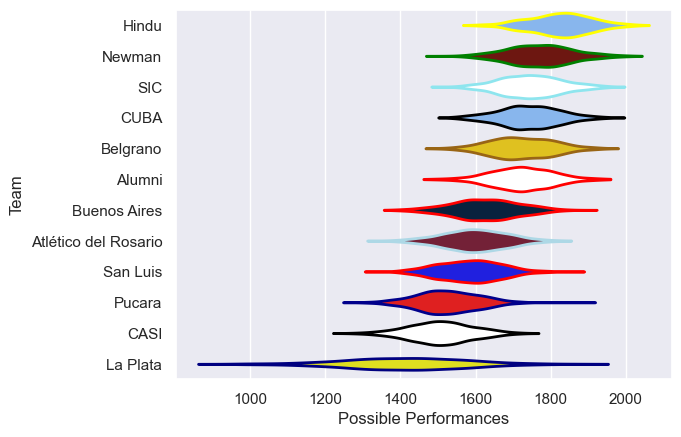 Hindu
Newman
SIC
CUBA
Belgrano
Alumni
Buenos Aires
Atlético del Rosario
San Luis
Pucara
CASI
La Plata
Team
1000 1200 1400 1600 1800 2000
Possible Performances